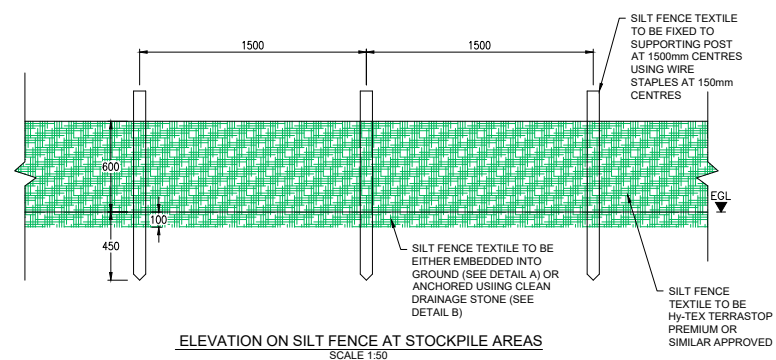 1500
1500
SILT FENCE TEXTILE
TO BE FIXED TO
SUPPORTING POST
AT 1500mm CENTRES
USING WIRE
STAPLES AT 150mm
CENTRES
600
100
450
EGL
SILT FENCE TEXTILE TO BE
EITHER EMBEDDED INTO
GROUND (SEE DETAIL A) OR
ANCHORED USUING CLEAN
DRAINAGE STONE (SEE
DETAIL B)
SILT FENCE
TEXTILE TO BE
Hy-TEX TERRASTOP
PREMIUM OR
SIMILAR APPROVED
ELEVATION ON SILT FENCE AT STOCKPILE AREAS
SCALE 1:50